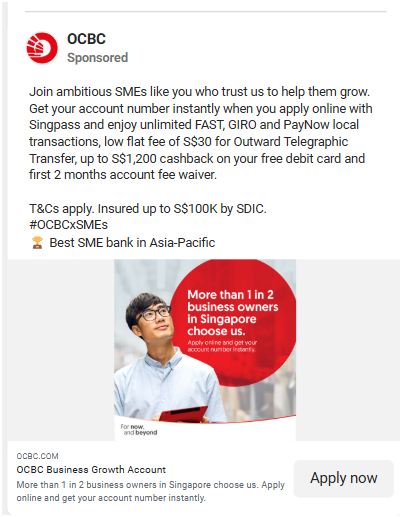 OCBC
Sponsored
Join ambitious SMEs like you who trust us to help them grow.
Get your account number instantly when you apply online with
Singpass and enjoy unlimited FAST, GIRO and PayNow local
transactions, low flat fee of S$30 for Outward Telegraphic
Transfer, up to S$1,200 cashback on your free debit card and
first 2 months account fee waiver.
T&Cs apply. Insured up to S$100K by SDIC.
#OCBCxSMEs
🏆 Best SME bank in Asia-Pacific
More than 1 in 2
business owners
in Singapore
choose us.
Apply online and get your
account number instantly.
For now,
and beyond
OCBC.COM
OCBC Business Growth Account
More than 1 in 2 business owners in Singapore choose us. Apply
online and get your account number instantly.
Apply now